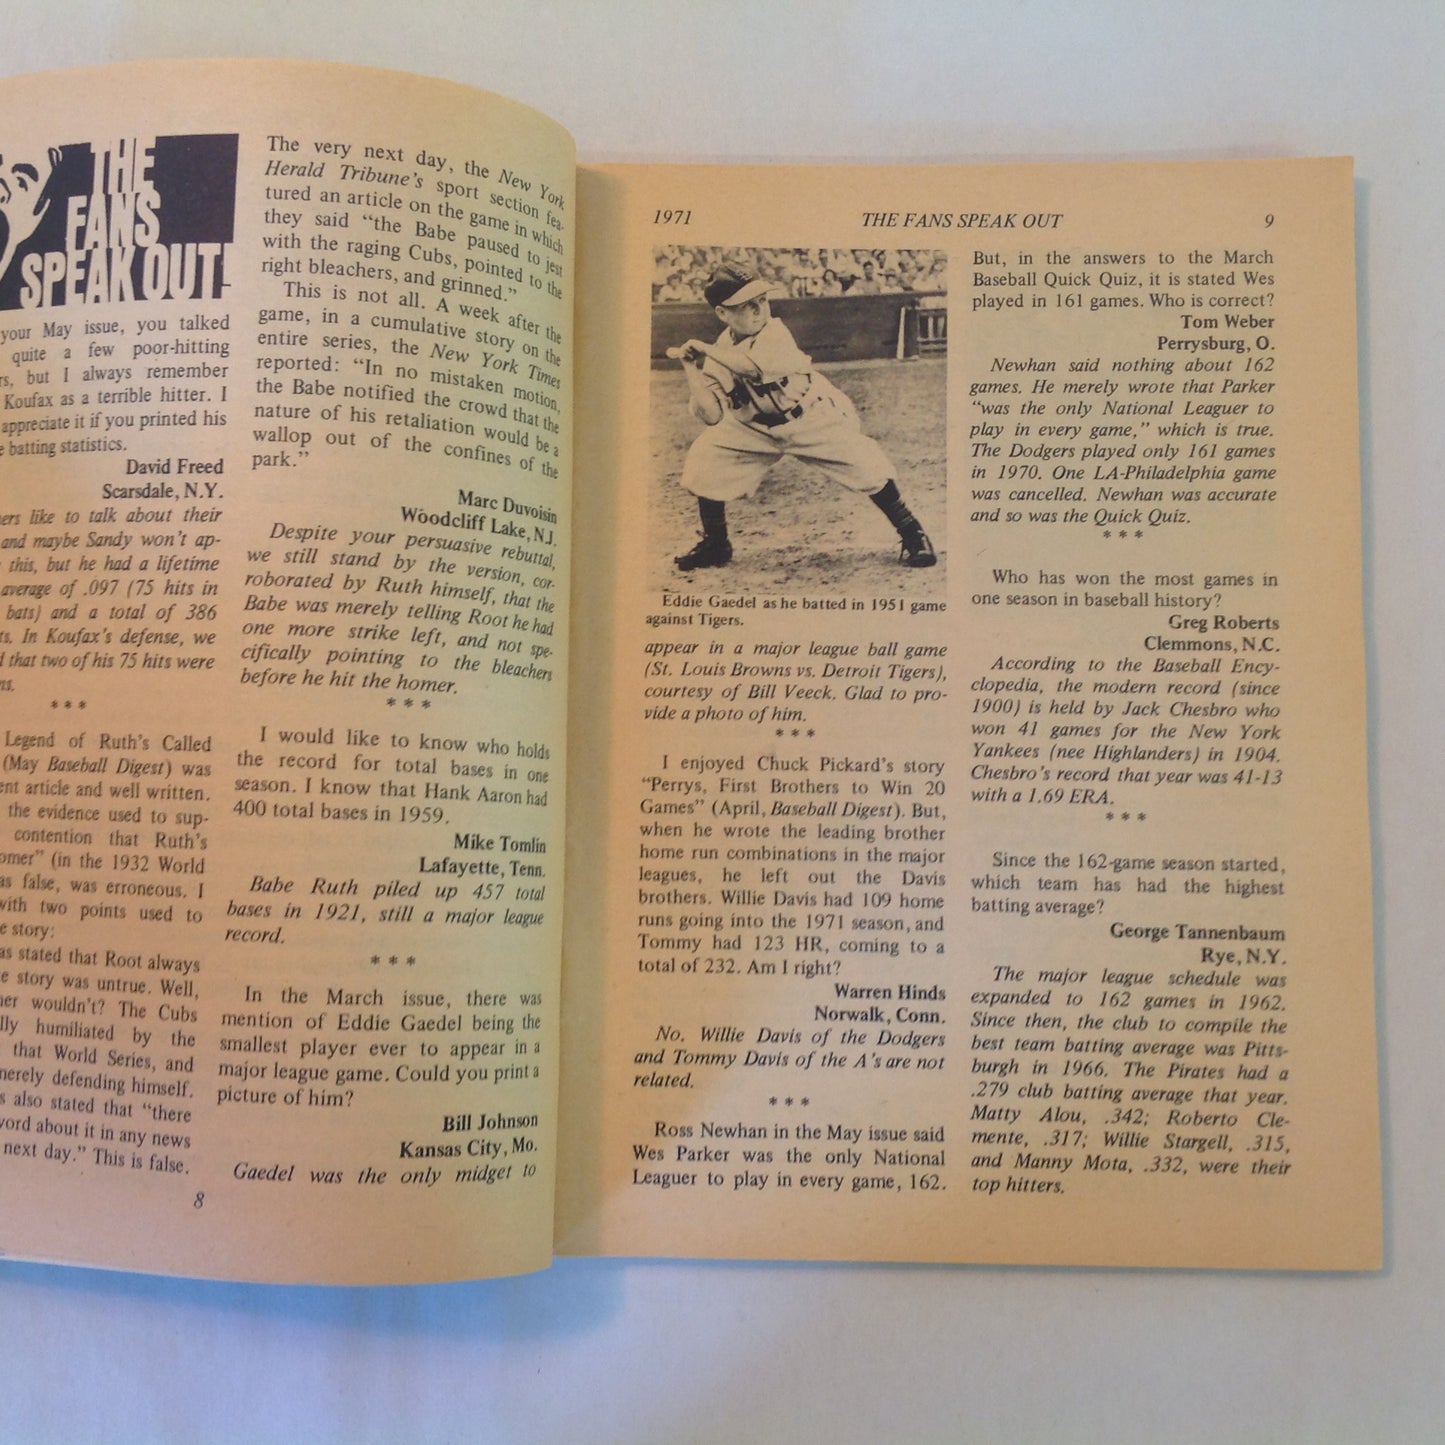 THE
FANS
SPEAK OUT!
your May issue, you talked
quite a few poor-hitting
but I always remember
Koufax as a terrible hitter. I
appreciate it if you printed his
batting statistics.
David Freed
Scarsdale, N.Y.
like to talk about their
and maybe Sandy won't ap-
this, but he had a lifetime
average of .097 (75 hits in
bats) and a total of 386
In Koufax's defense, we
that two of his 75 hits were
* * *
Legend of Ruth's Called
(May Baseball Digest) was
article and well written.
the evidence used to sup-
contention that Ruth's
(in the 1932 World
false, was erroneous. I
with two points used to
story:
stated that Root always
story was untrue. Well,
wouldn't? The Cubs
humiliated by the
that World Series, and
merely defending himself.
also stated that "there
word about it in any news
next day." This is false.
8
The very next day, the New York
Herald Tribune's sport section fea-
tured an article on the game in which
they said "the Babe paused to jest
with the raging Cubs, pointed to the
right bleachers, and grinned."
This is not all. A week after the
game, in a cumulative story on the
entire series, the New York Times
reported: "In no mistaken motion,
the Babe notified the crowd that the
nature of his retaliation would be a
wallop out of the confines of the
park."
Marc Duvoisin
Woodcliff Lake, N.J.
Despite your persuasive rebuttal,
we still stand by the version, cor-
roborated by Ruth himself, that the
Babe was merely telling Root he had
one more strike left, and not spe-
cifically pointing to the bleachers
before he hit the homer.
* * *
I would like to know who holds
the record for total bases in one
season. I know that Hank Aaron had
400 total bases in 1959.
Mike Tomlin
Lafayette, Tenn.
Babe Ruth piled up 457 total
bases in 1921, still a major league
record.
* * *
In the March issue, there was
mention of Eddie Gaedel being the
smallest player ever to appear in a
major league game. Could you print a
picture of him?
Bill Johnson
Kansas City, Mo.
Gaedel was the only midget to
1971 THE FANS SPEAK OUT 9
Eddie Gaedel as he batted in 1951 game
against Tigers.
appear in a major league ball game
(St. Louis Browns vs. Detroit Tigers),
courtesy of Bill Veeck. Glad to pro-
vide a photo of him.
* * *
I enjoyed Chuck Pickard's story
"Perrys, First Brothers to Win 20
Games" (April, Baseball Digest). But,
when he wrote the leading brother
home run combinations in the major
leagues, he left out the Davis
brothers. Willie Davis had 109 home
runs going into the 1971 season, and
Tommy had 123 HR, coming to a
total of 232. Am I right?
Warren Hinds
Norwalk, Conn.
No. Willie Davis of the Dodgers
and Tommy Davis of the A's are not
related.
* * *
Ross Newhan in the May issue said
Wes Parker was the only National
Leaguer to play in every game, 162.
But, in the answers to the March
Baseball Quick Quiz, it is stated Wes
played in 161 games. Who is correct?
Tom Weber
Perrysburg, O.
Newhan said nothing about 162
games. He merely wrote that Parker
"was the only National Leaguer to
play in every game," which is true.
The Dodgers played only 161 games
in 1970. One LA-Philadelphia game
was cancelled. Newhan was accurate
and so was the Quick Quiz.
* * *
Who has won the most games in
one season in baseball history?
Greg Roberts
Clemmons, N.C.
According to the Baseball Ency-
clopedia, the modern record (since
1900) is held by Jack Chesbro who
won 41 games for the New York
Yankees (nee Highlanders) in 1904.
Chesbro's record that year was 41-13
with a 1.69 ERA.
* * *
Since the 162-game season started,
which team has had the highest
batting average?
George Tannenbaum
Rye, N.Y.
The major league schedule was
expanded to 162 games in 1962.
Since then, the club to compile the
best team batting average was Pitts-
burgh in 1966. The Pirates had a
.279 club batting average that year.
Matty Alou, .342; Roberto Cle-
mente, .317; Willie Stargell, .315,
and Manny Mota, .332, were their
top hitters.